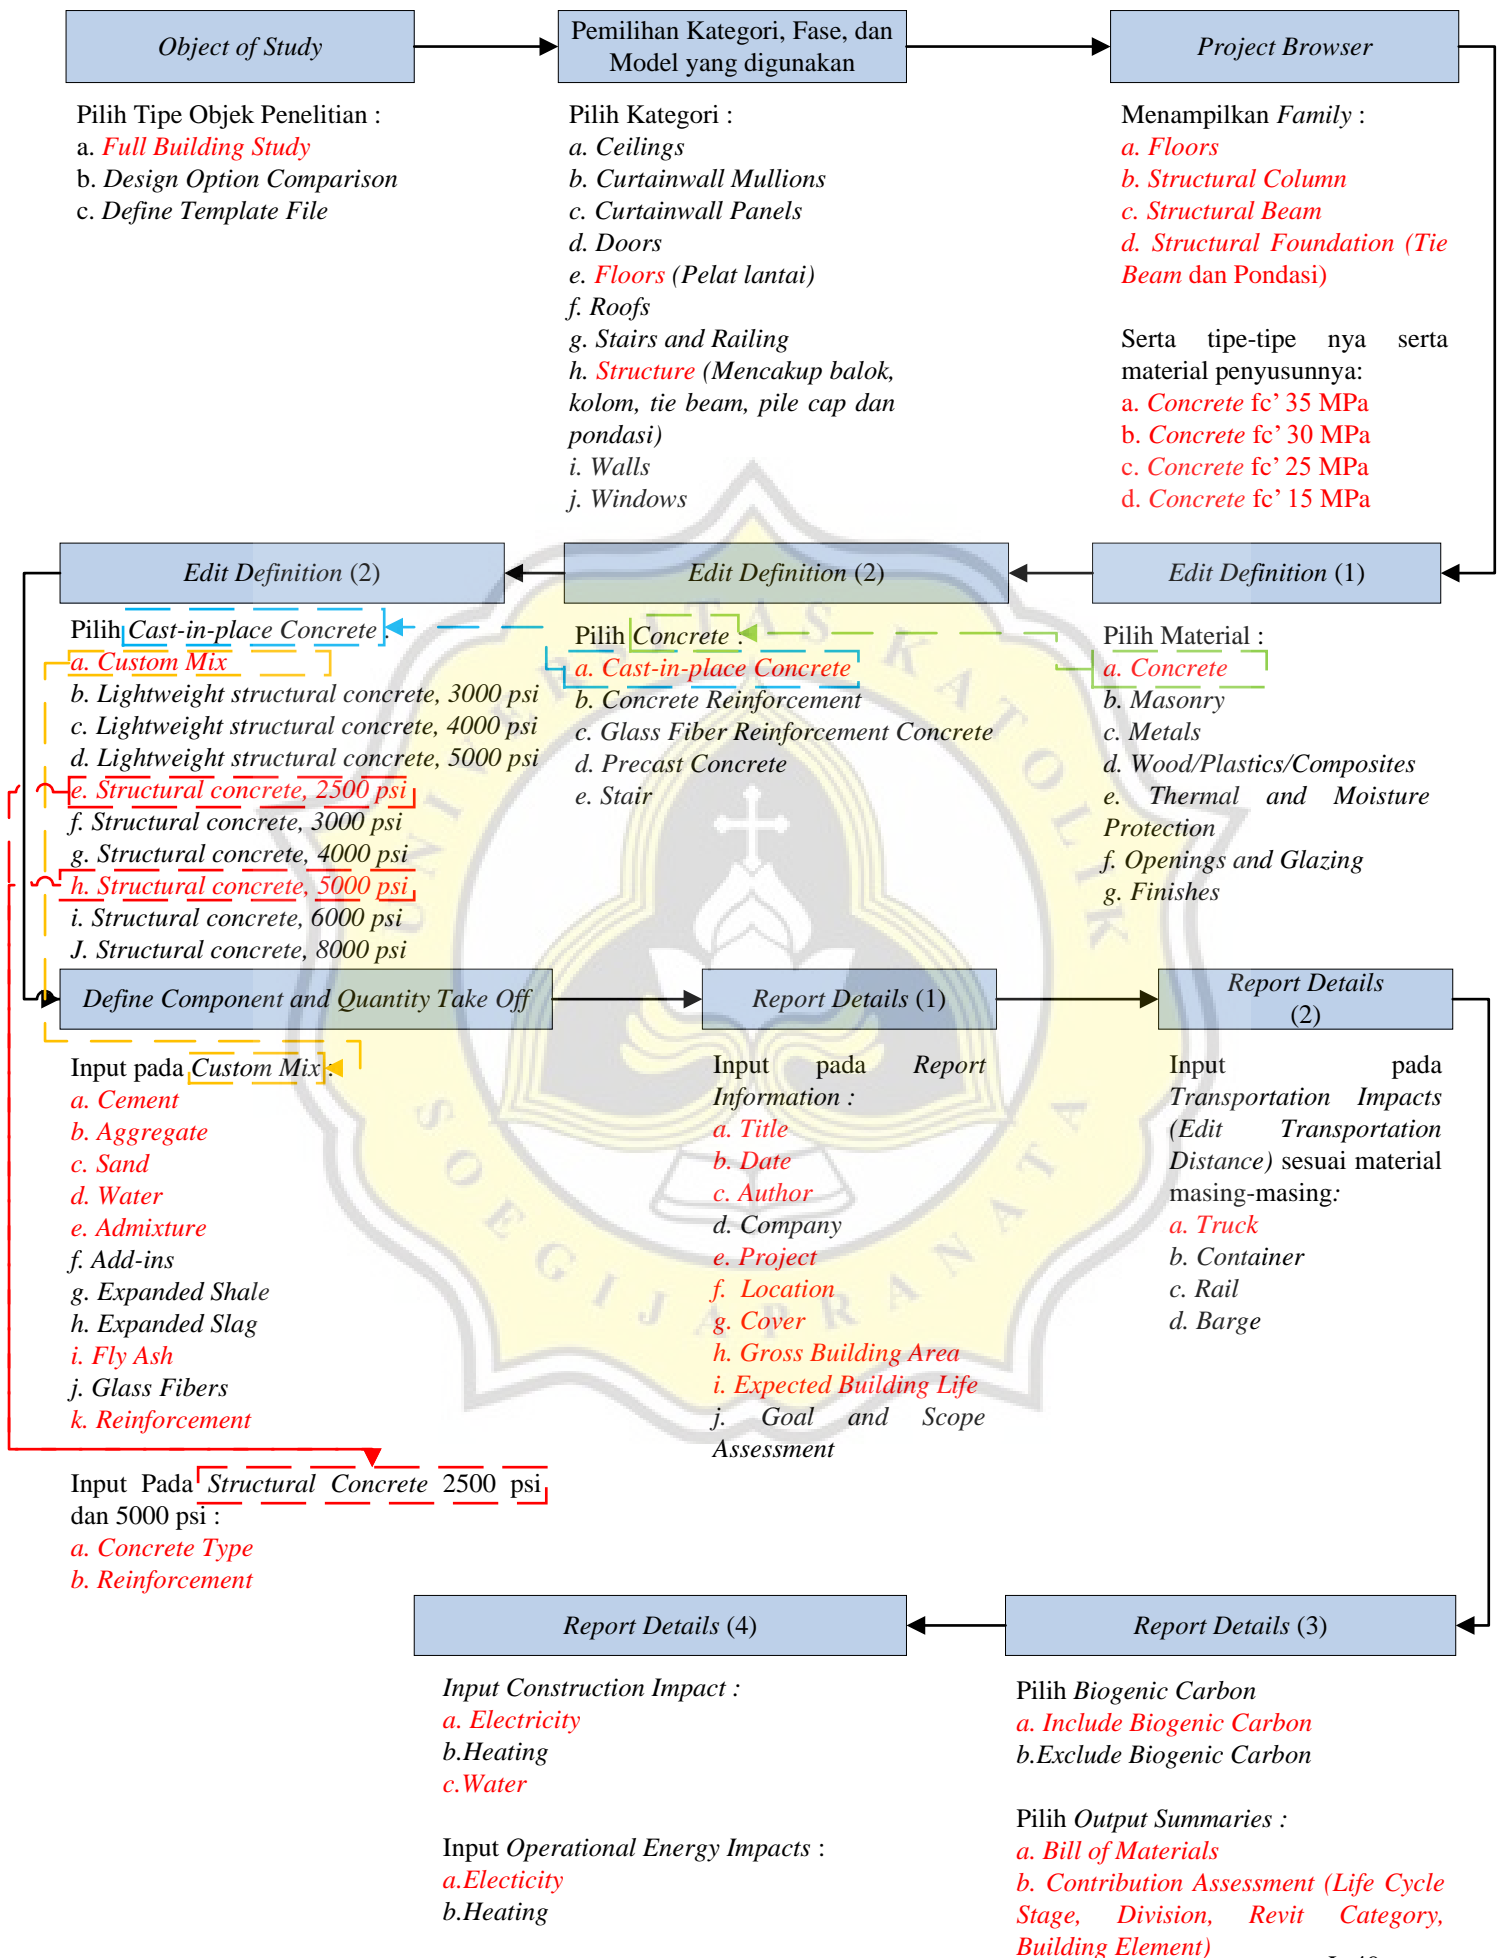 Object of Study
Pemilihan Kategori, Fase, dan
Model yang digunakan
Project Browser
Pilih Tipe Objek Penelitian :
a. Full Building Study
b. Design Option Comparison
c. Define Template File
Pilih Kategori :
a. Ceilings
b. Curtainwall Mullions
c. Curtainwall Panels
d. Doors
e. Floors (Pelat lantai)
f. Roofs
g. Stairs and Railing
h. Structure (Mencakup balok,
kolom, tie beam, pile cap dan
pondasi)
i. Walls
j. Windows
Menampilkan Family :
a. Floors
b. Structural Column
c. Structural Beam
d. Structural Foundation (Tie
Beam dan Pondasi)
Serta tipe-tipe nya serta
material penyusunnya:
a. Concrete fc’ 35 MPa
b. Concrete fc’ 30 MPa
c. Concrete fc’ 25 MPa
d. Concrete fc’ 15 MPa
Edit Definition (2)
Edit Definition (2)
Edit Definition (1)
Pilih Cast-in-place Concrete :
a. Custom Mix
b. Lightweight structural concrete, 3000 psi
c. Lightweight structural concrete, 4000 psi
d. Lightweight structural concrete, 5000 psi
e. Structural concrete, 2500 psi
f. Structural concrete, 3000 psi
g. Structural concrete, 4000 psi
h. Structural concrete, 5000 psi
i. Structural concrete, 6000 psi
J. Structural concrete, 8000 psi
Pilih Concrete :
a. Cast-in-place Concrete
b. Concrete Reinforcement
c. Glass Fiber Reinforcement Concrete
d. Precast Concrete
e. Stair
Pilih Material :
a. Concrete
b. Masonry
c. Metals
d. Wood/Plastics/Composites
e. Thermal and Moisture
Protection
f. Openings and Glazing
g. Finishes
UNIVERSITAS KATOLIK
SOEGIJAPRANATA
Define Component and Quantity Take Off
Report Details (1)
Report Details
(2)
Input pada Custom Mix :
a. Cement
b. Aggregate
c. Sand
d. Water
e. Admixture
f. Add-ins
g. Expanded Shale
h. Expanded Slag
i. Fly Ash
j. Glass Fibers
k. Reinforcement
Input Pada Structural Concrete 2500 psi
dan 5000 psi :
a. Concrete Type
b. Reinforcement
Input pada Report
Information :
a. Title
b. Date
c. Author
d. Company
e. Project
f. Location
g. Cover
h. Gross Building Area
i. Expected Building Life
j. Goal and Scope
Assessment
Input pada
Transportation Impacts
(Edit Transportation
Distance) sesuai material
masing-masing:
a. Truck
b. Container
c. Rail
d. Barge
Report Details (4)
Report Details (3)
Input Construction Impact :
a. Electricity
b.Heating
c.Water
Input Operational Energy Impacts :
a.Electicity
b.Heating
Pilih Biogenic Carbon
a. Include Biogenic Carbon
b.Exclude Biogenic Carbon
Pilih Output Summaries :
a. Bill of Materials
b. Contribution Assessment (Life Cycle
Stage, Division, Revit Category,
Building Element)